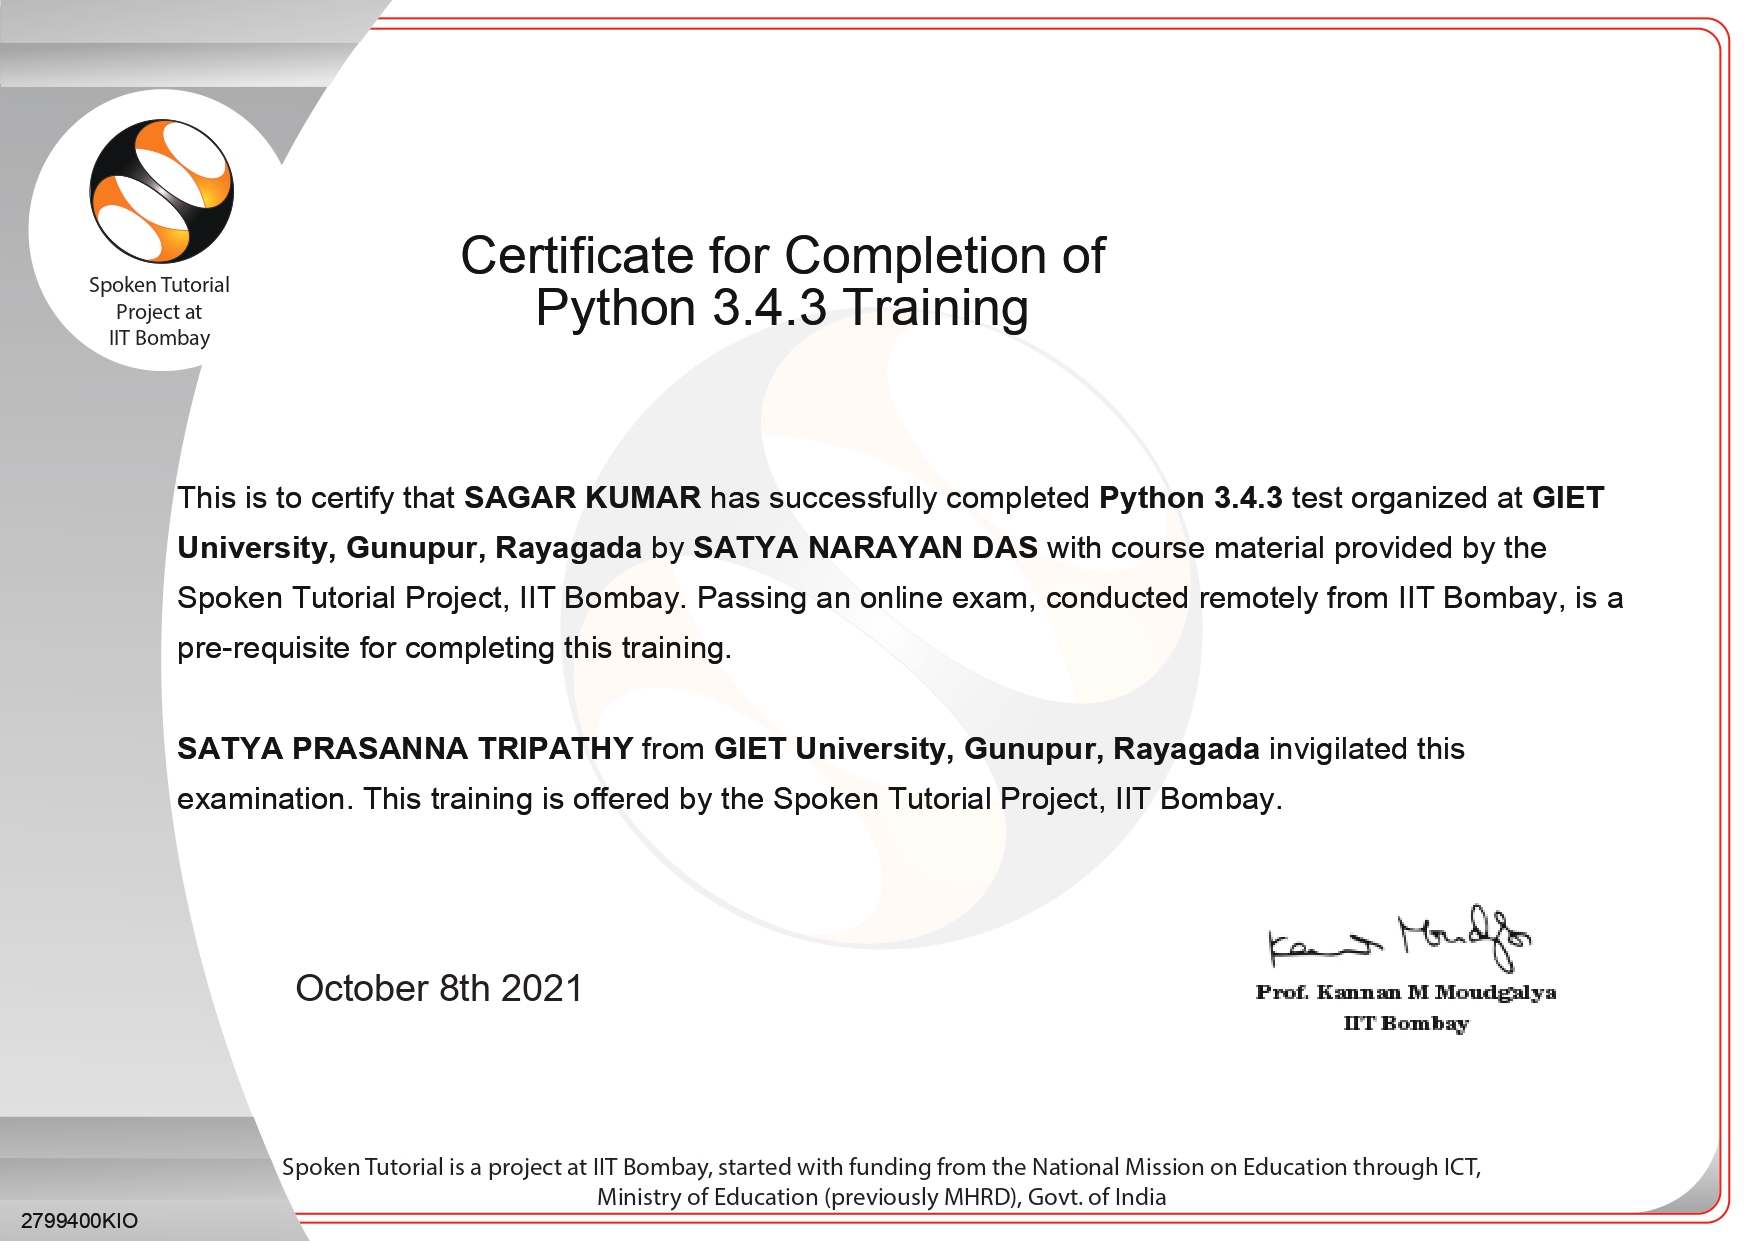 Spoken Tutorial
Project at
IIT Bombay
Certificate for Completion of
Python 3.4.3 Training
This is to certify that SAGAR KUMAR has successfully completed Python 3.4.3 test organized at GIET
University, Gunupur, Rayagada by SATYA NARAYAN DAS with course material provided by the
Spoken Tutorial Project, IIT Bombay. Passing an online exam, conducted remotely from IIT Bombay, is a
pre-requisite for completing this training.
SATYA PRASANNA TRIPATHY from GIET University, Gunupur, Rayagada invigilated this
examination. This training is offered by the Spoken Tutorial Project, IIT Bombay.
October 8th 2021
Kannan Moudgalya
Prof. Kannan M Moudgalya
IIT Bombay
Spoken Tutorial is a project at IIT Bombay, started with funding from the National Mission on Education through ICT,
Ministry of Education (previously MHRD), Govt. of India
2799400KIO